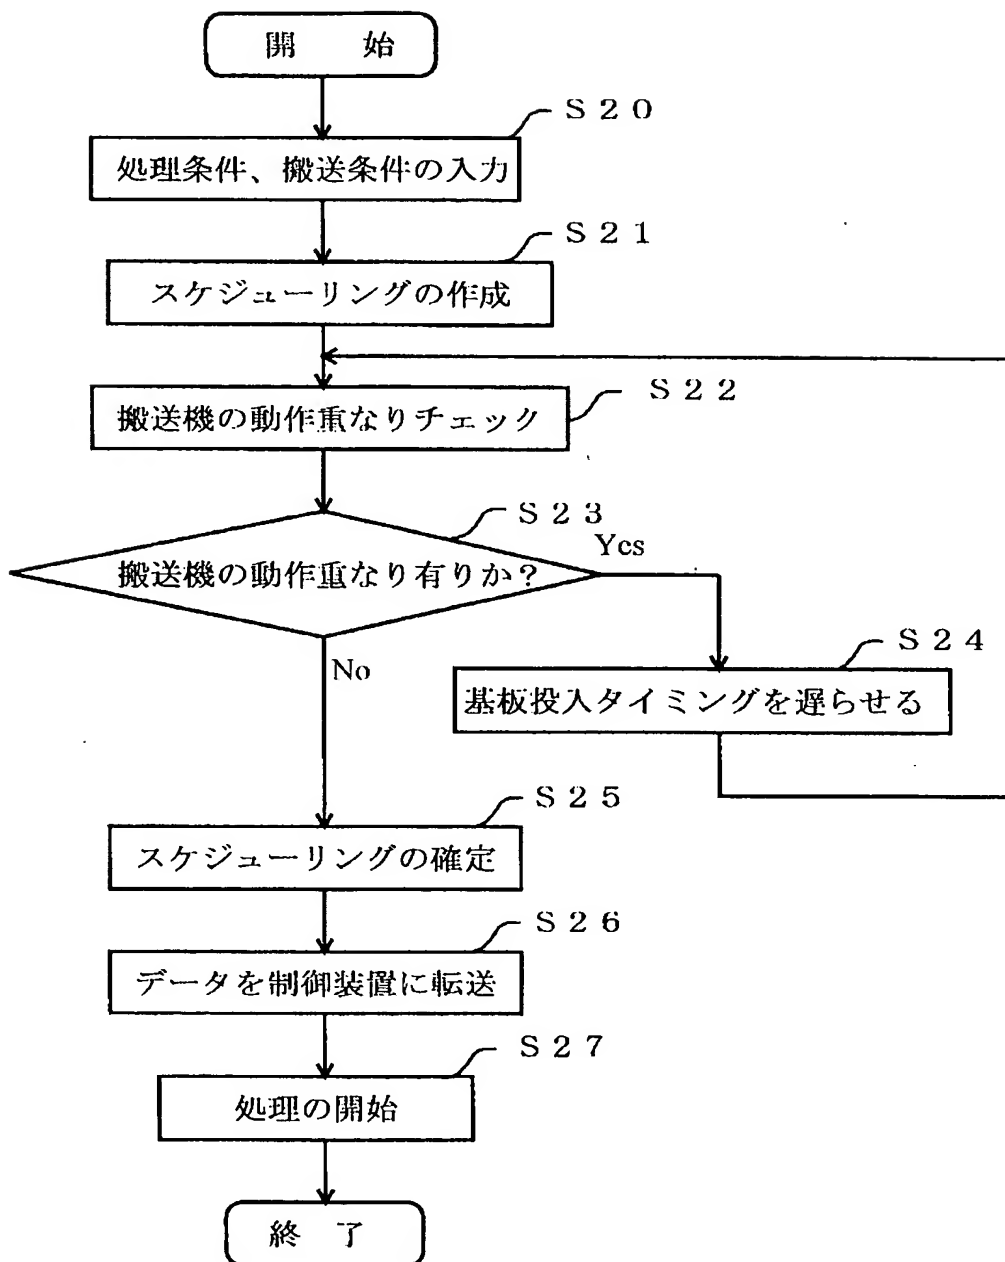 開　始
S20
処理条件、搬送条件の入力
S21
スケジューリングの作成
S22
搬送機の動作重なりチェック
S23
搬送機の動作重なり有りか？
Yes
No
S24
基板投入タイミングを遅らせる
S25
スケジューリングの確定
S26
データを制御装置に転送
S27
処理の開始
終　了